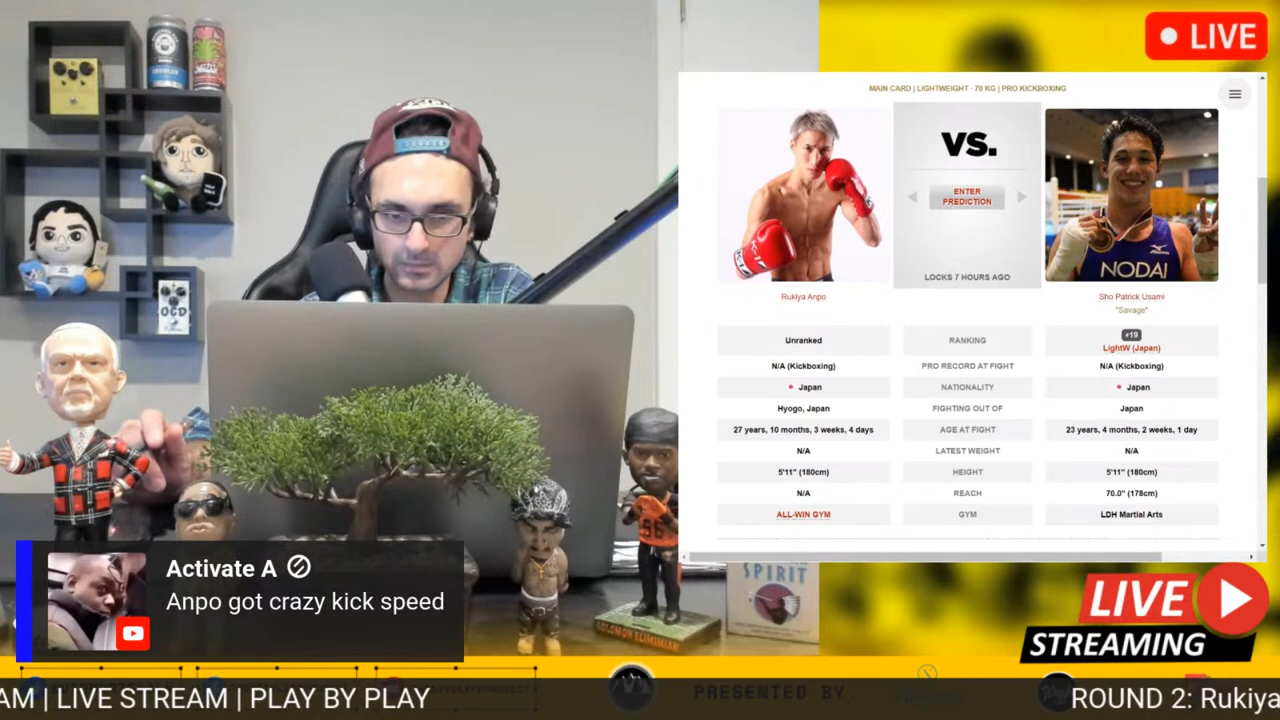 LIVE
MAIN CARD | LIGHTWEIGHT · 70 KG | PRO KICKBOXING
VS.
ENTER
PREDICTION
LOCKS 7 HOURS AGO
NODAI
Rukiya Anpo
Sho Patrick Usami
"Savage"
Unranked
RANKING
#19
LightW (Japan)
N/A (Kickboxing)
PRO RECORD AT FIGHT
N/A (Kickboxing)
Japan
NATIONALITY
Japan
Hyogo, Japan
FIGHTING OUT OF
Japan
27 years, 10 months, 3 weeks, 4 days
AGE AT FIGHT
23 years, 4 months, 2 weeks, 1 day
N/A
LATEST WEIGHT
N/A
5'11" (180cm)
HEIGHT
5'11" (180cm)
N/A
REACH
70.0" (178cm)
ALL-WIN GYM
GYM
LDH Martial Arts
OCD
Activate A
Anpo got crazy kick speed
SOLOMON ELIMIMIAN
SPIRIT
LIVE
STREAMING
PRESENTED BY
AM | LIVE STREAM | PLAY BY PLAY
ROUND 2: Rukiya